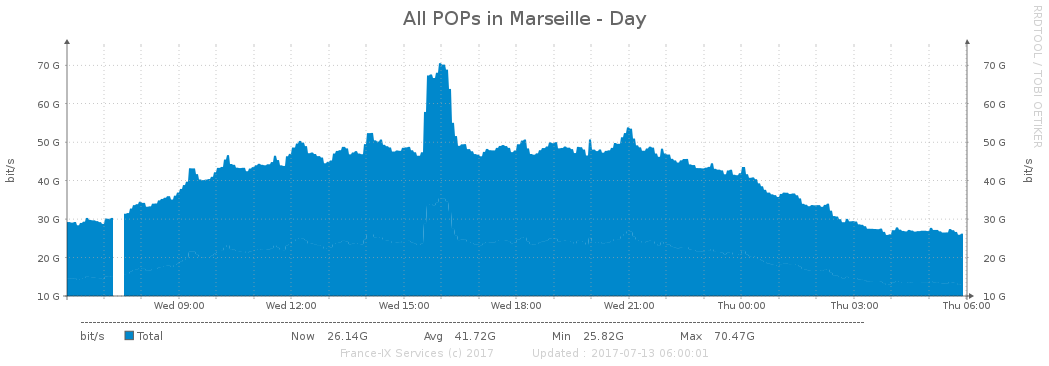 All POPs in Marseille - Day
RRDTOOL / TOBI OETIKER
bit/s
70 G
60 G
50 G
40 G
30 G
20 G
10 G
70 G
60 G
50 G
40 G
30 G
20 G
10 G
bit/s
Wed 09:00 Wed 12:00 Wed 15:00 Wed 18:00 Wed 21:00 Thu 00:00 Thu 03:00 Thu 06:00
bit/s Total Now 26.14G Avg 41.72G Min 25.82G Max 70.47G
France-IX Services (c) 2017 Updated : 2017-07-13 06:00:01